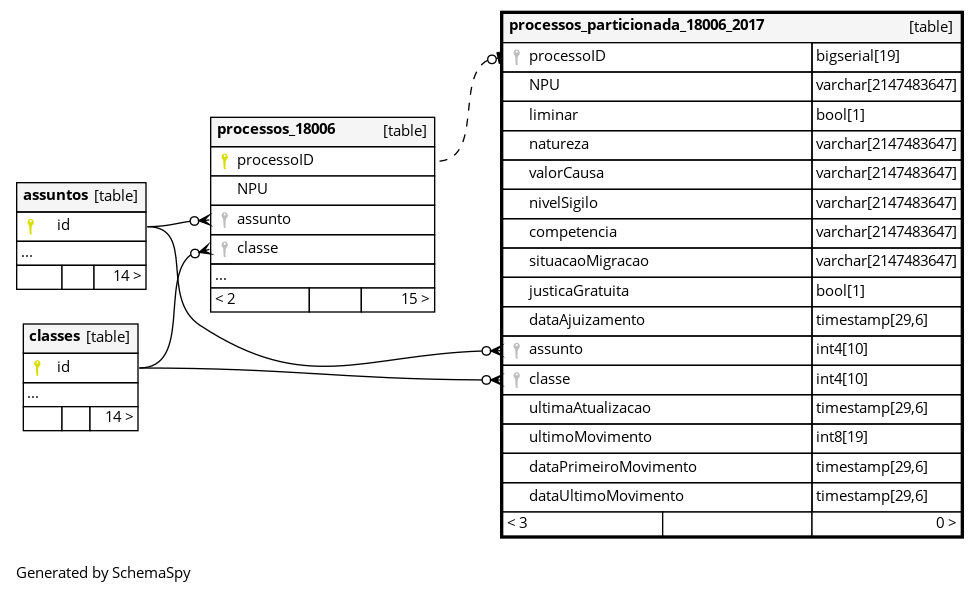 processos_particionada_18006_2017 [table]
processoID bigserial[19]
NPU varchar[2147483647]
liminar bool[1]
natureza varchar[2147483647]
valorCausa varchar[2147483647]
nivelSigilo varchar[2147483647]
competencia varchar[2147483647]
situacaoMigracao varchar[2147483647]
justicaGratuita bool[1]
dataAjuizamento timestamp[29,6]
assunto int4[10]
classe int4[10]
ultimaAtualizacao timestamp[29,6]
ultimoMovimento int8[19]
dataPrimeiroMovimento timestamp[29,6]
dataUltimoMovimento timestamp[29,6]
< 3 0 >
processos_18006 [table]
processoID
NPU
assunto
classe
...
< 2 15 >
assuntos [table]
id
...
14 >
classes [table]
id
...
14 >
Generated by SchemaSpy